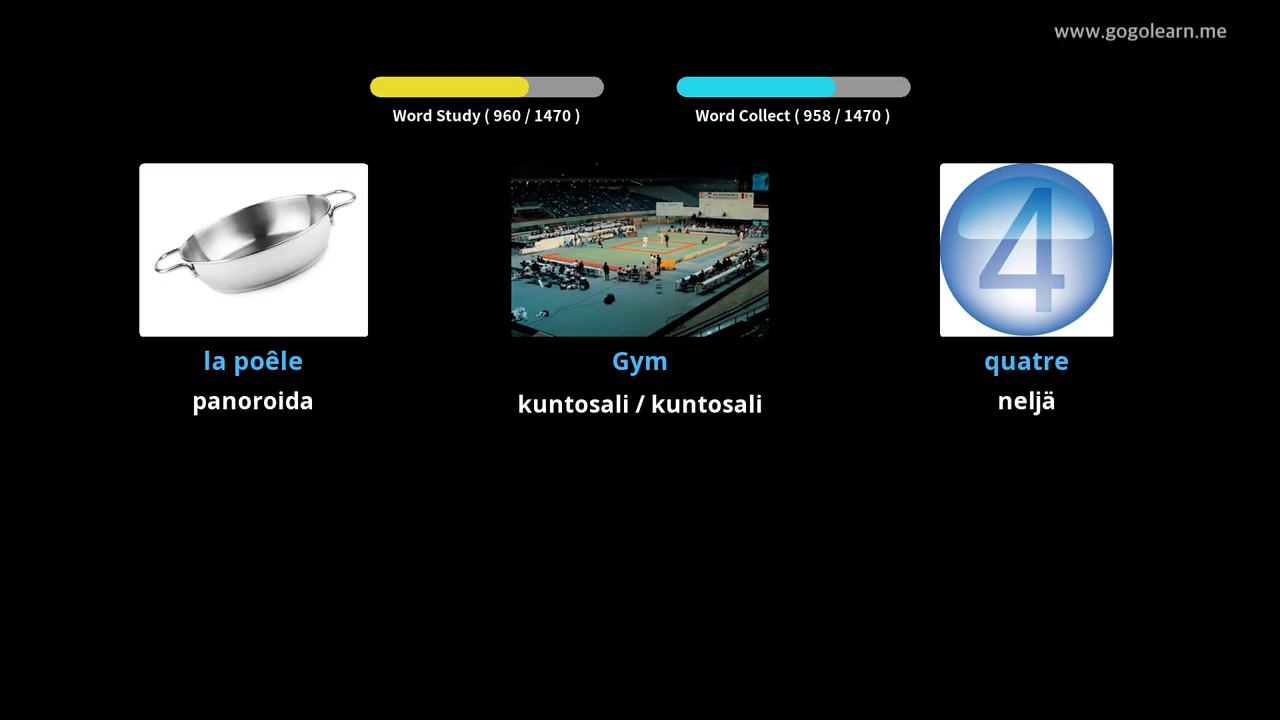 www.gogolearn.me
Word Study ( 960 / 1470 )
Word Collect ( 958 / 1470 )
4
la poêle
Gym
quatre
panoroida
kuntosali / kuntosali
neljä